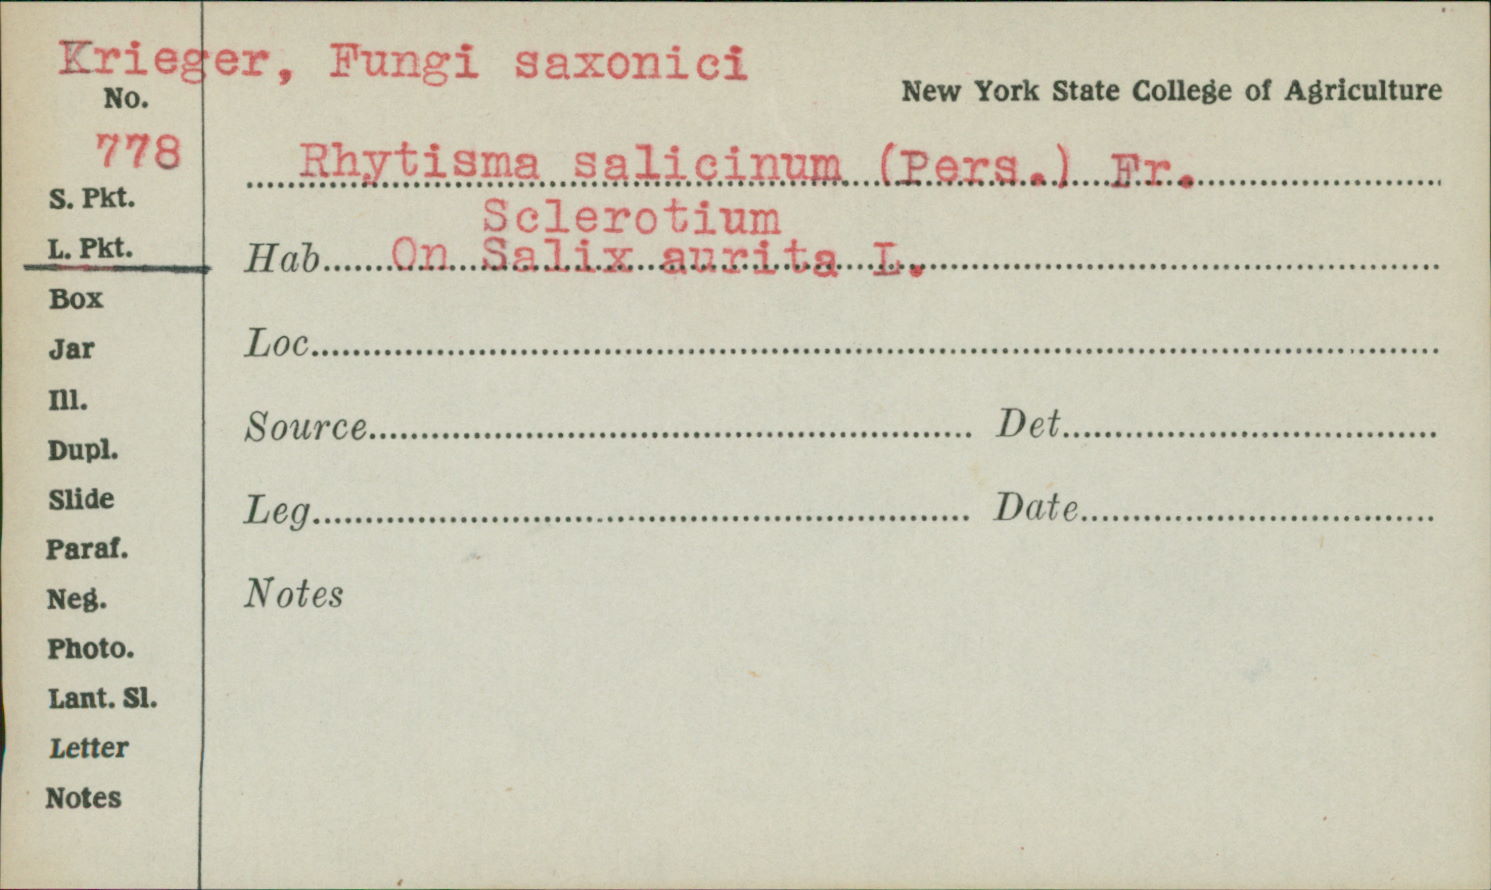 Krieger, Fungi saxonici
New York State College of Agriculture
No.
778
Rhytisma salicinum (Pers.) Fr.
Sclerotium
Hab. On Salix aurita L.
Loc.
Source Det.
Leg. Date
Notes
S. Pkt.
L. Pkt.
Box
Jar
Ill.
Dupl.
Slide
Paraf.
Neg.
Photo.
Lant. Sl.
Letter
Notes